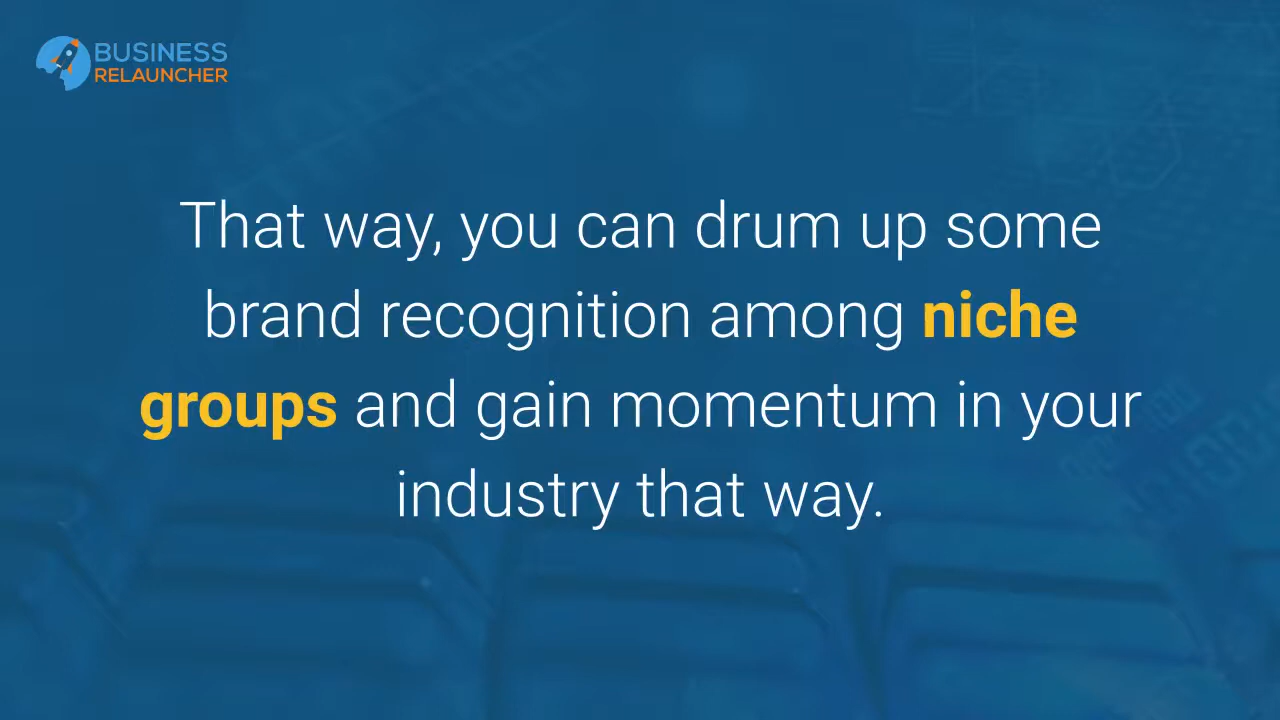 BUSINESS
RELAUNCHER
That way, you can drum up some
brand recognition among niche
groups and gain momentum in your
industry that way.